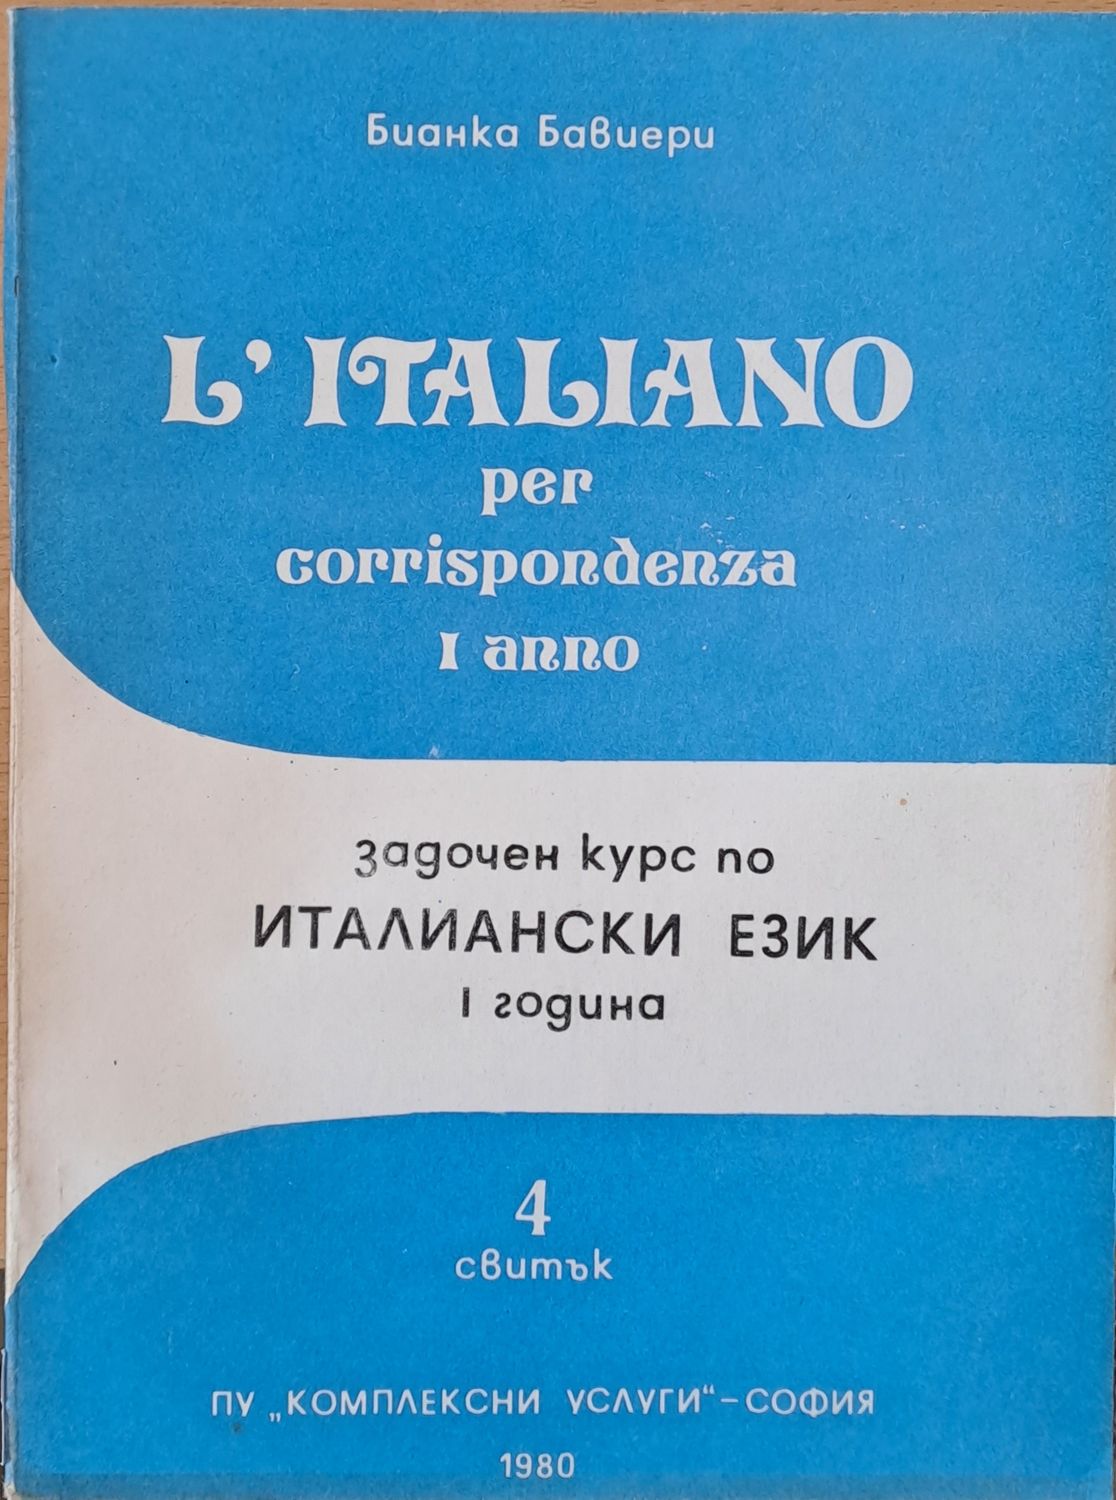 Бианка Бавиери
L' ITALIANO
per
corrispondenza
I anno
задочен курс по
ИТАЛИАНСКИ ЕЗИК
I година
4
свитък
ПУ „КОМПЛЕКСНИ УСЛУГИ“ – СОФИЯ
1980